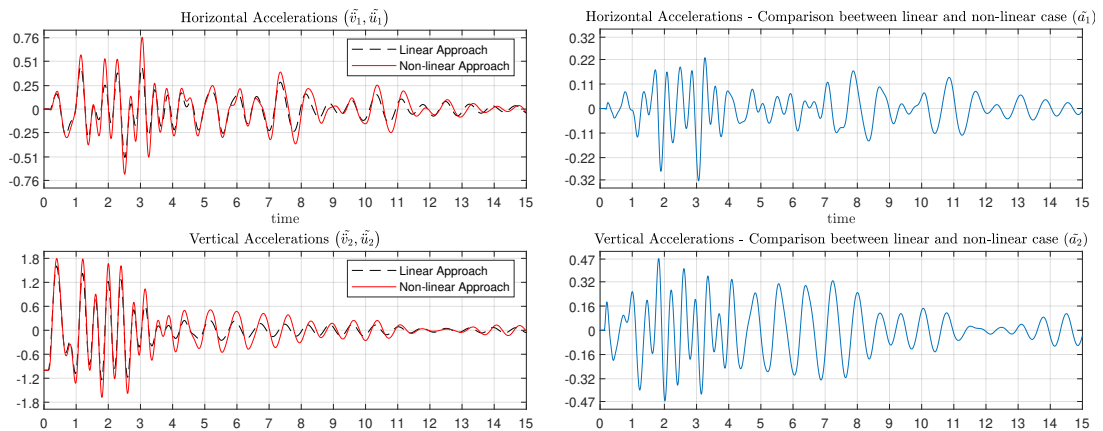 Horizontal Accelerations (ṽ̈₁, ũ̈₁)
0.76
0.51
0.25
0
-0.25
-0.51
-0.76
Linear Approach
Non-linear Approach
0 1 2 3 4 5 6 7 8 9 10 11 12 13 14 15
time
Horizontal Accelerations - Comparison beetween linear and non-linear case (ã₁)
0.32
0.22
0.11
0
-0.11
-0.22
-0.32
0 1 2 3 4 5 6 7 8 9 10 11 12 13 14 15
time
Vertical Accelerations (ṽ̈₂, ũ̈₂)
1.8
1.2
0.6
0
-0.6
-1.2
-1.8
Linear Approach
Non-linear Approach
0 1 2 3 4 5 6 7 8 9 10 11 12 13 14 15
Vertical Accelerations - Comparison beetween linear and non-linear case (ã₂)
0.47
0.32
0.16
0
-0.16
-0.32
-0.47
0 1 2 3 4 5 6 7 8 9 10 11 12 13 14 15